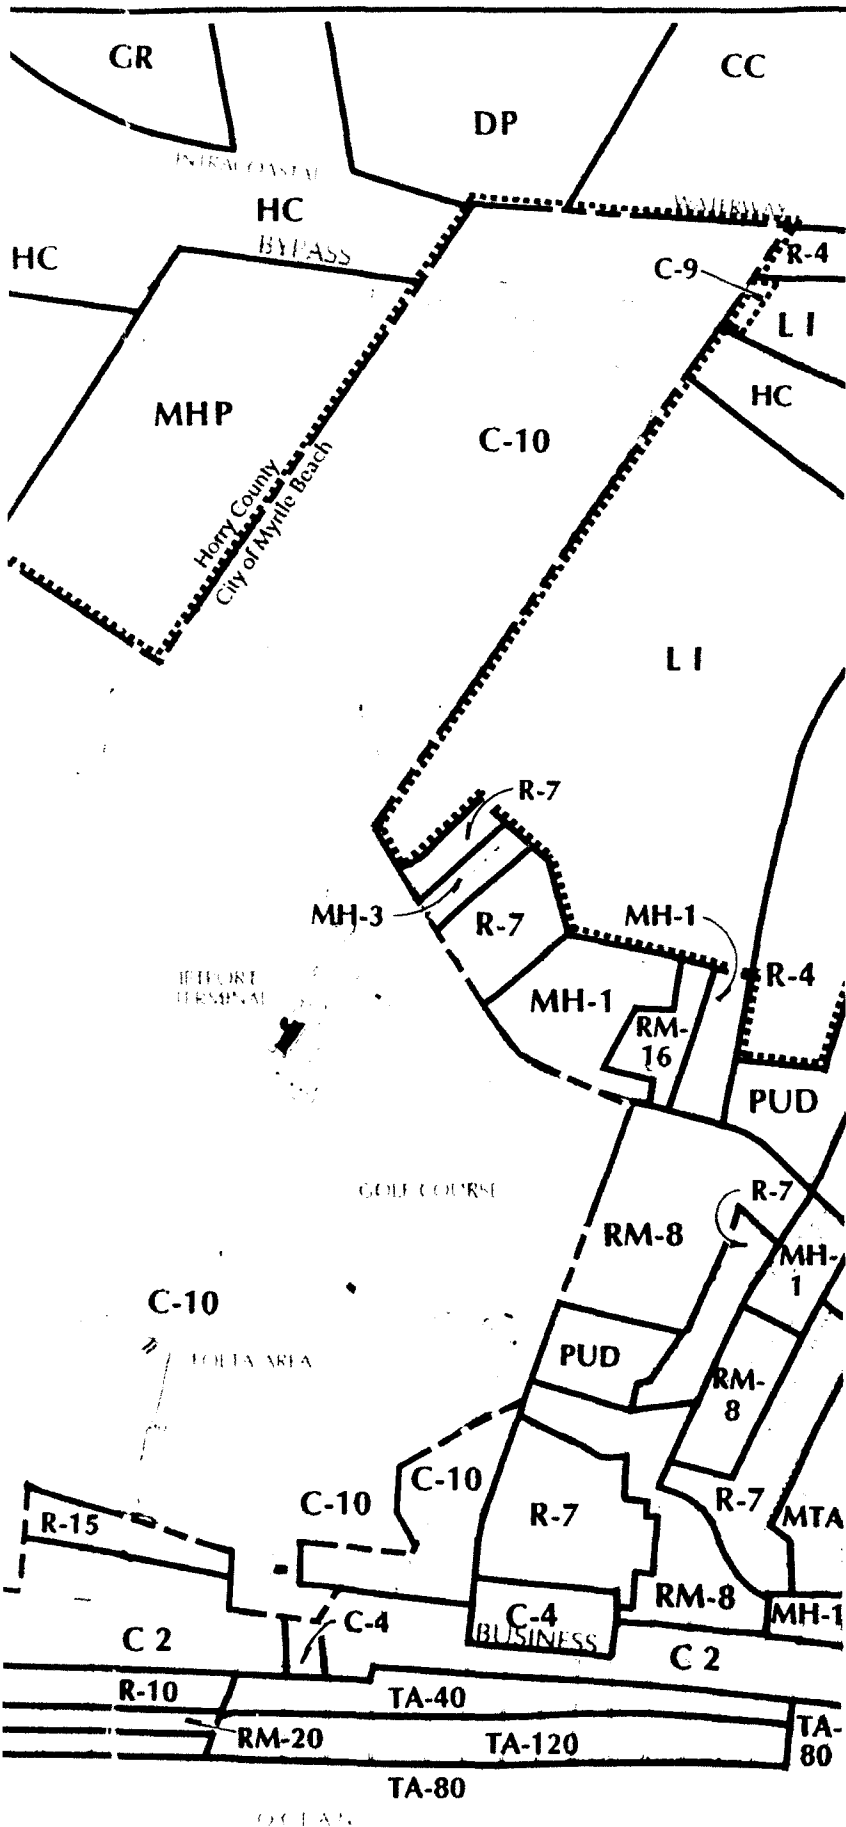 GR
CC
DP
INTRACOASTAL
WATERWAY
HC
HC
BYPASS
R-4
C-9
L I
HC
MHP
C-10
Horry County
City of Myrtle Beach
L I
R-7
MH-3
R-7
MH-1
R-4
JETPORT
TERMINAL
MH-1
RM-
16
PUD
GOLF COURSE
R-7
RM-8
MH-
1
C-10
PUD
AREA
RM-
8
C-10
C-10
R-7
R-7
MTA
R-15
RM-8
MH-1
C-4
C-4
C 2
BUSINESS
C 2
R-10
TA-40
RM-20
TA-120
TA-
80
TA-80
OCEAN